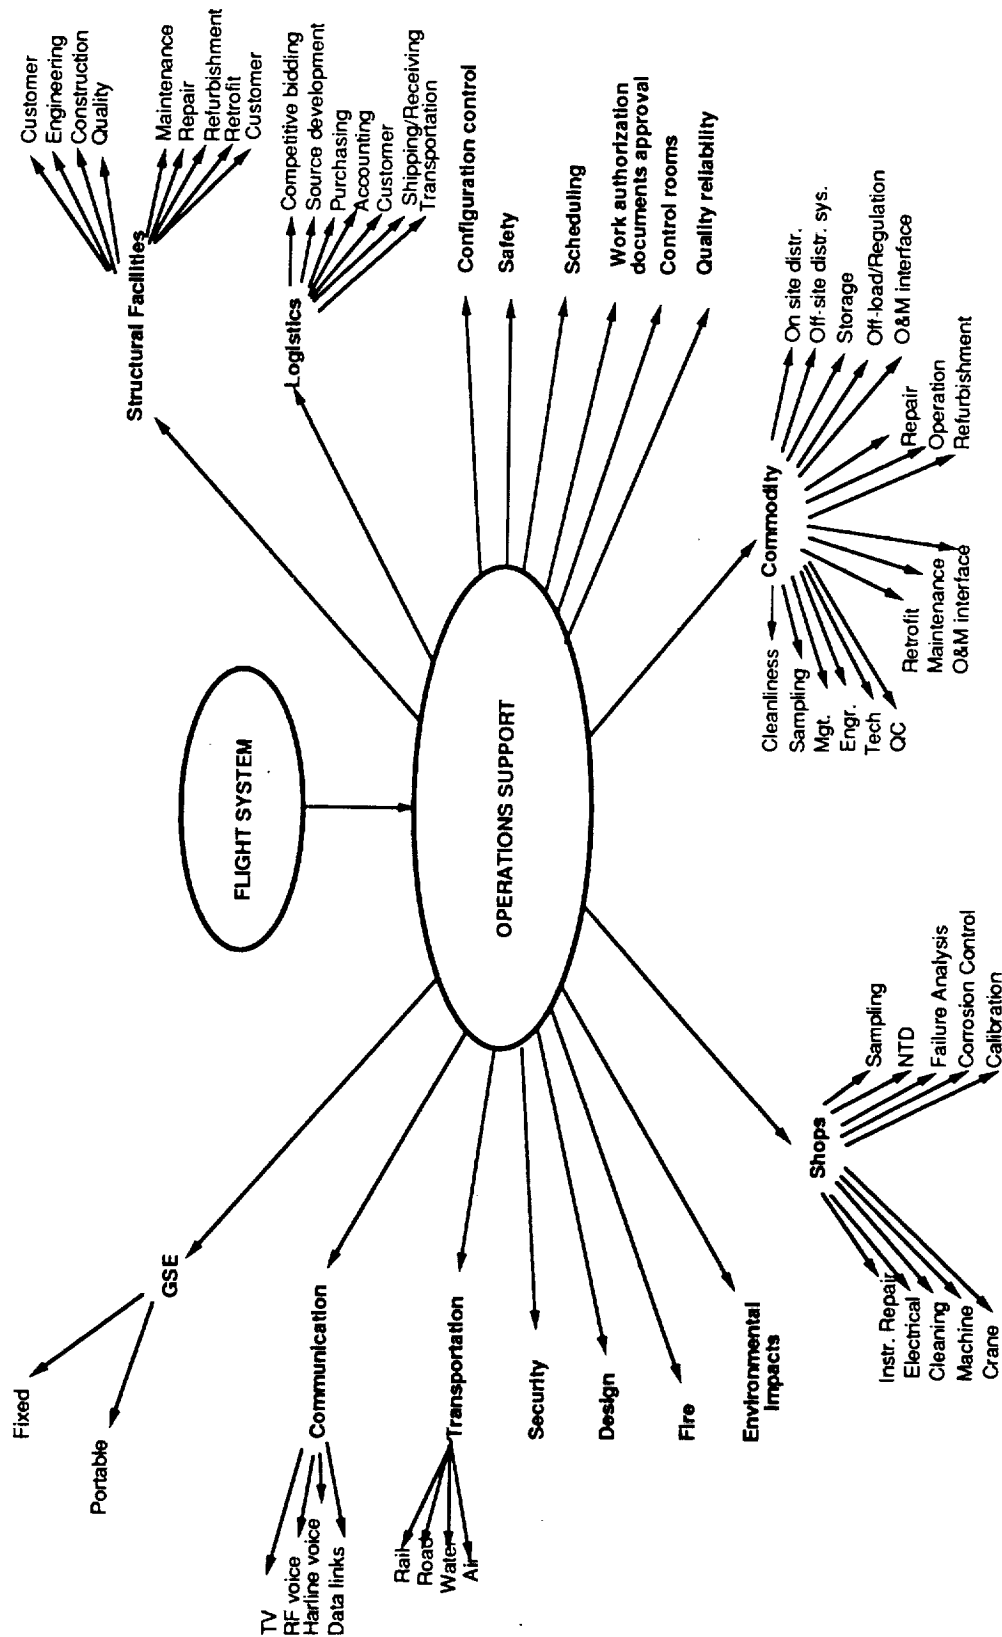 Fixed
Portable
GSE
TV
RF voice
Harline voice
Data links
Communication
Rail
Road
Water
Air
Transportation
Security
Design
Fire
Environmental
Impacts
Instr. Repair
Electrical
Cleaning
Machine
Crane
Shops
Sampling
NTD
Failure Analysis
Corrosion Control
Calibration
FLIGHT SYSTEM
OPERATIONS SUPPORT
Structural Facilities
Customer
Engineering
Construction
Quality
Maintenance
Repair
Refurbishment
Retrofit
Customer
Logistics
Competitive bidding
Source development
Purchasing
Accounting
Customer
Shipping/Receiving
Transportation
Configuration control
Safety
Scheduling
Work authorization
documents approval
Control rooms
Quality reliability
Commodity
On site distr.
Off-site distr. sys.
Storage
Off-load/Regulation
O&M interface
Repair
Operation
Refurbishment
Retrofit
Maintenance
O&M interface
Cleanliness
Sampling
Mgt.
Engr.
Tech
QC